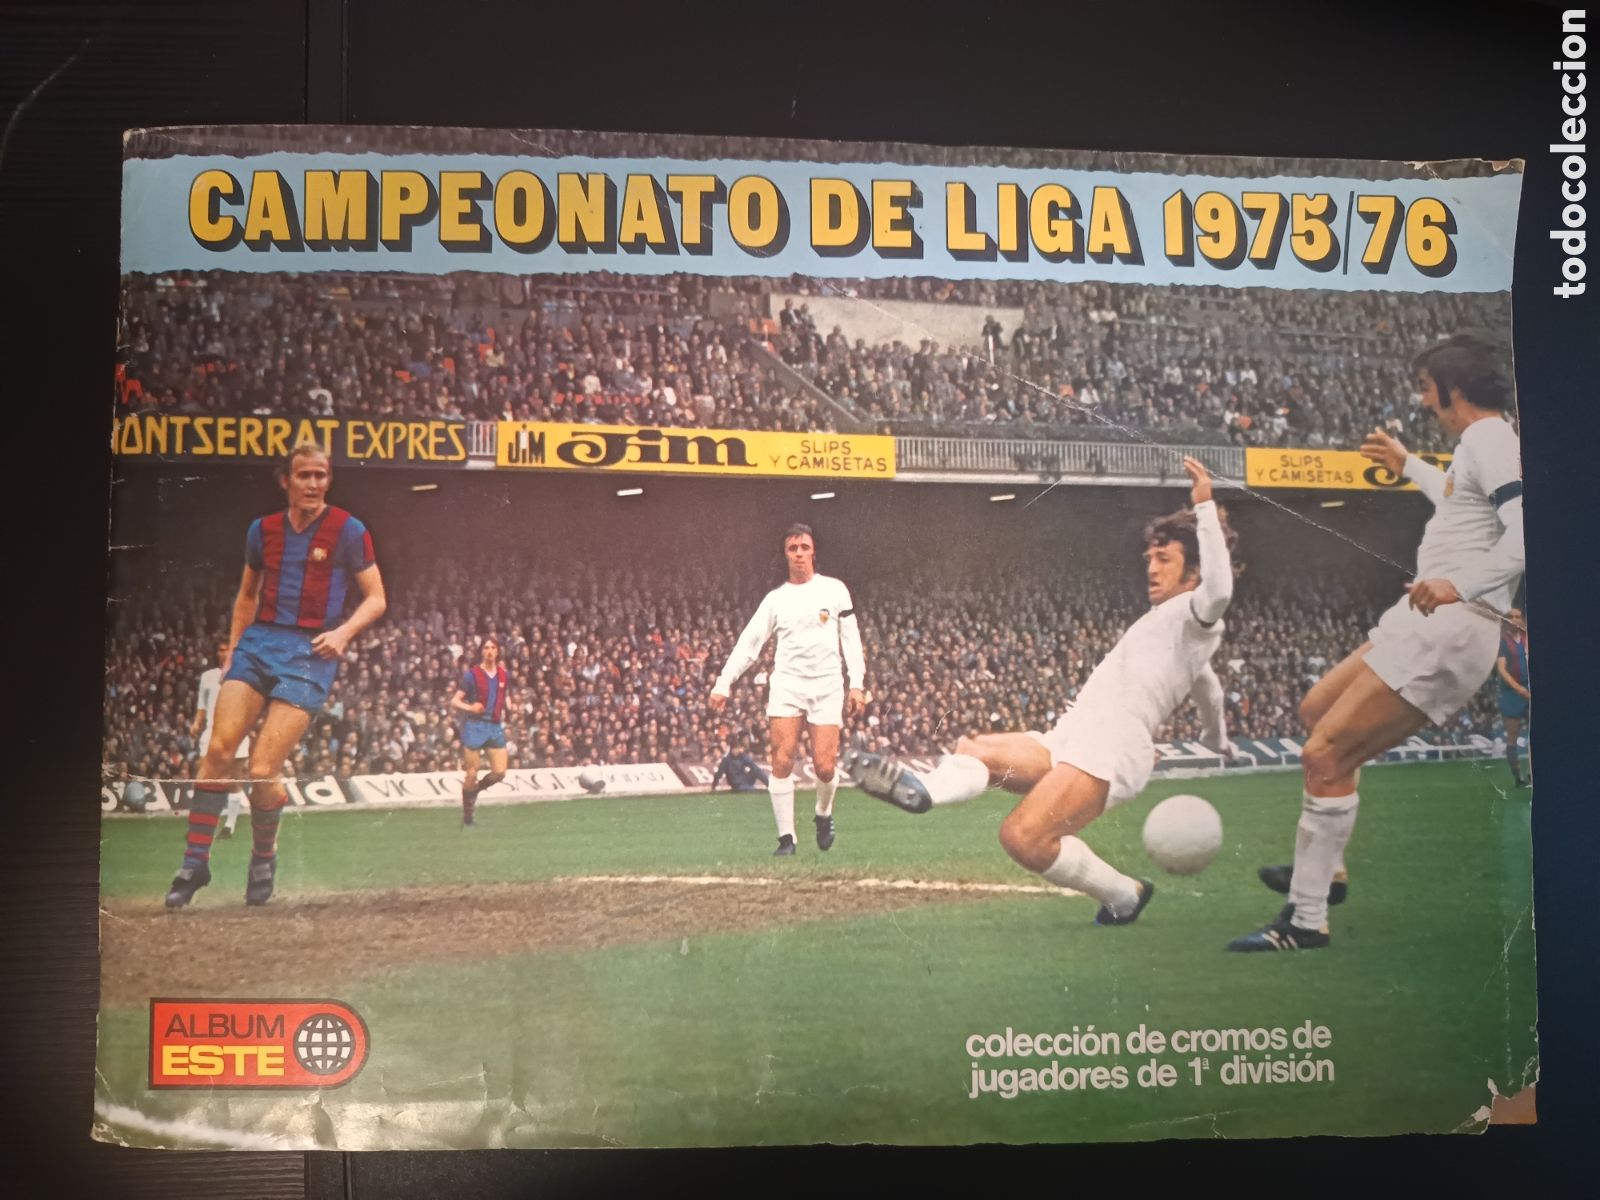 todocoleccion
CAMPEONATO DE LIGA 1975/76
MONTSERRAT EXPRÉS
JiM Jim SLIPS
Y CAMISETAS
SLIPS
Y CAMISETAS
ALBUM
ESTE
colección de cromos de
jugadores de 1ª división